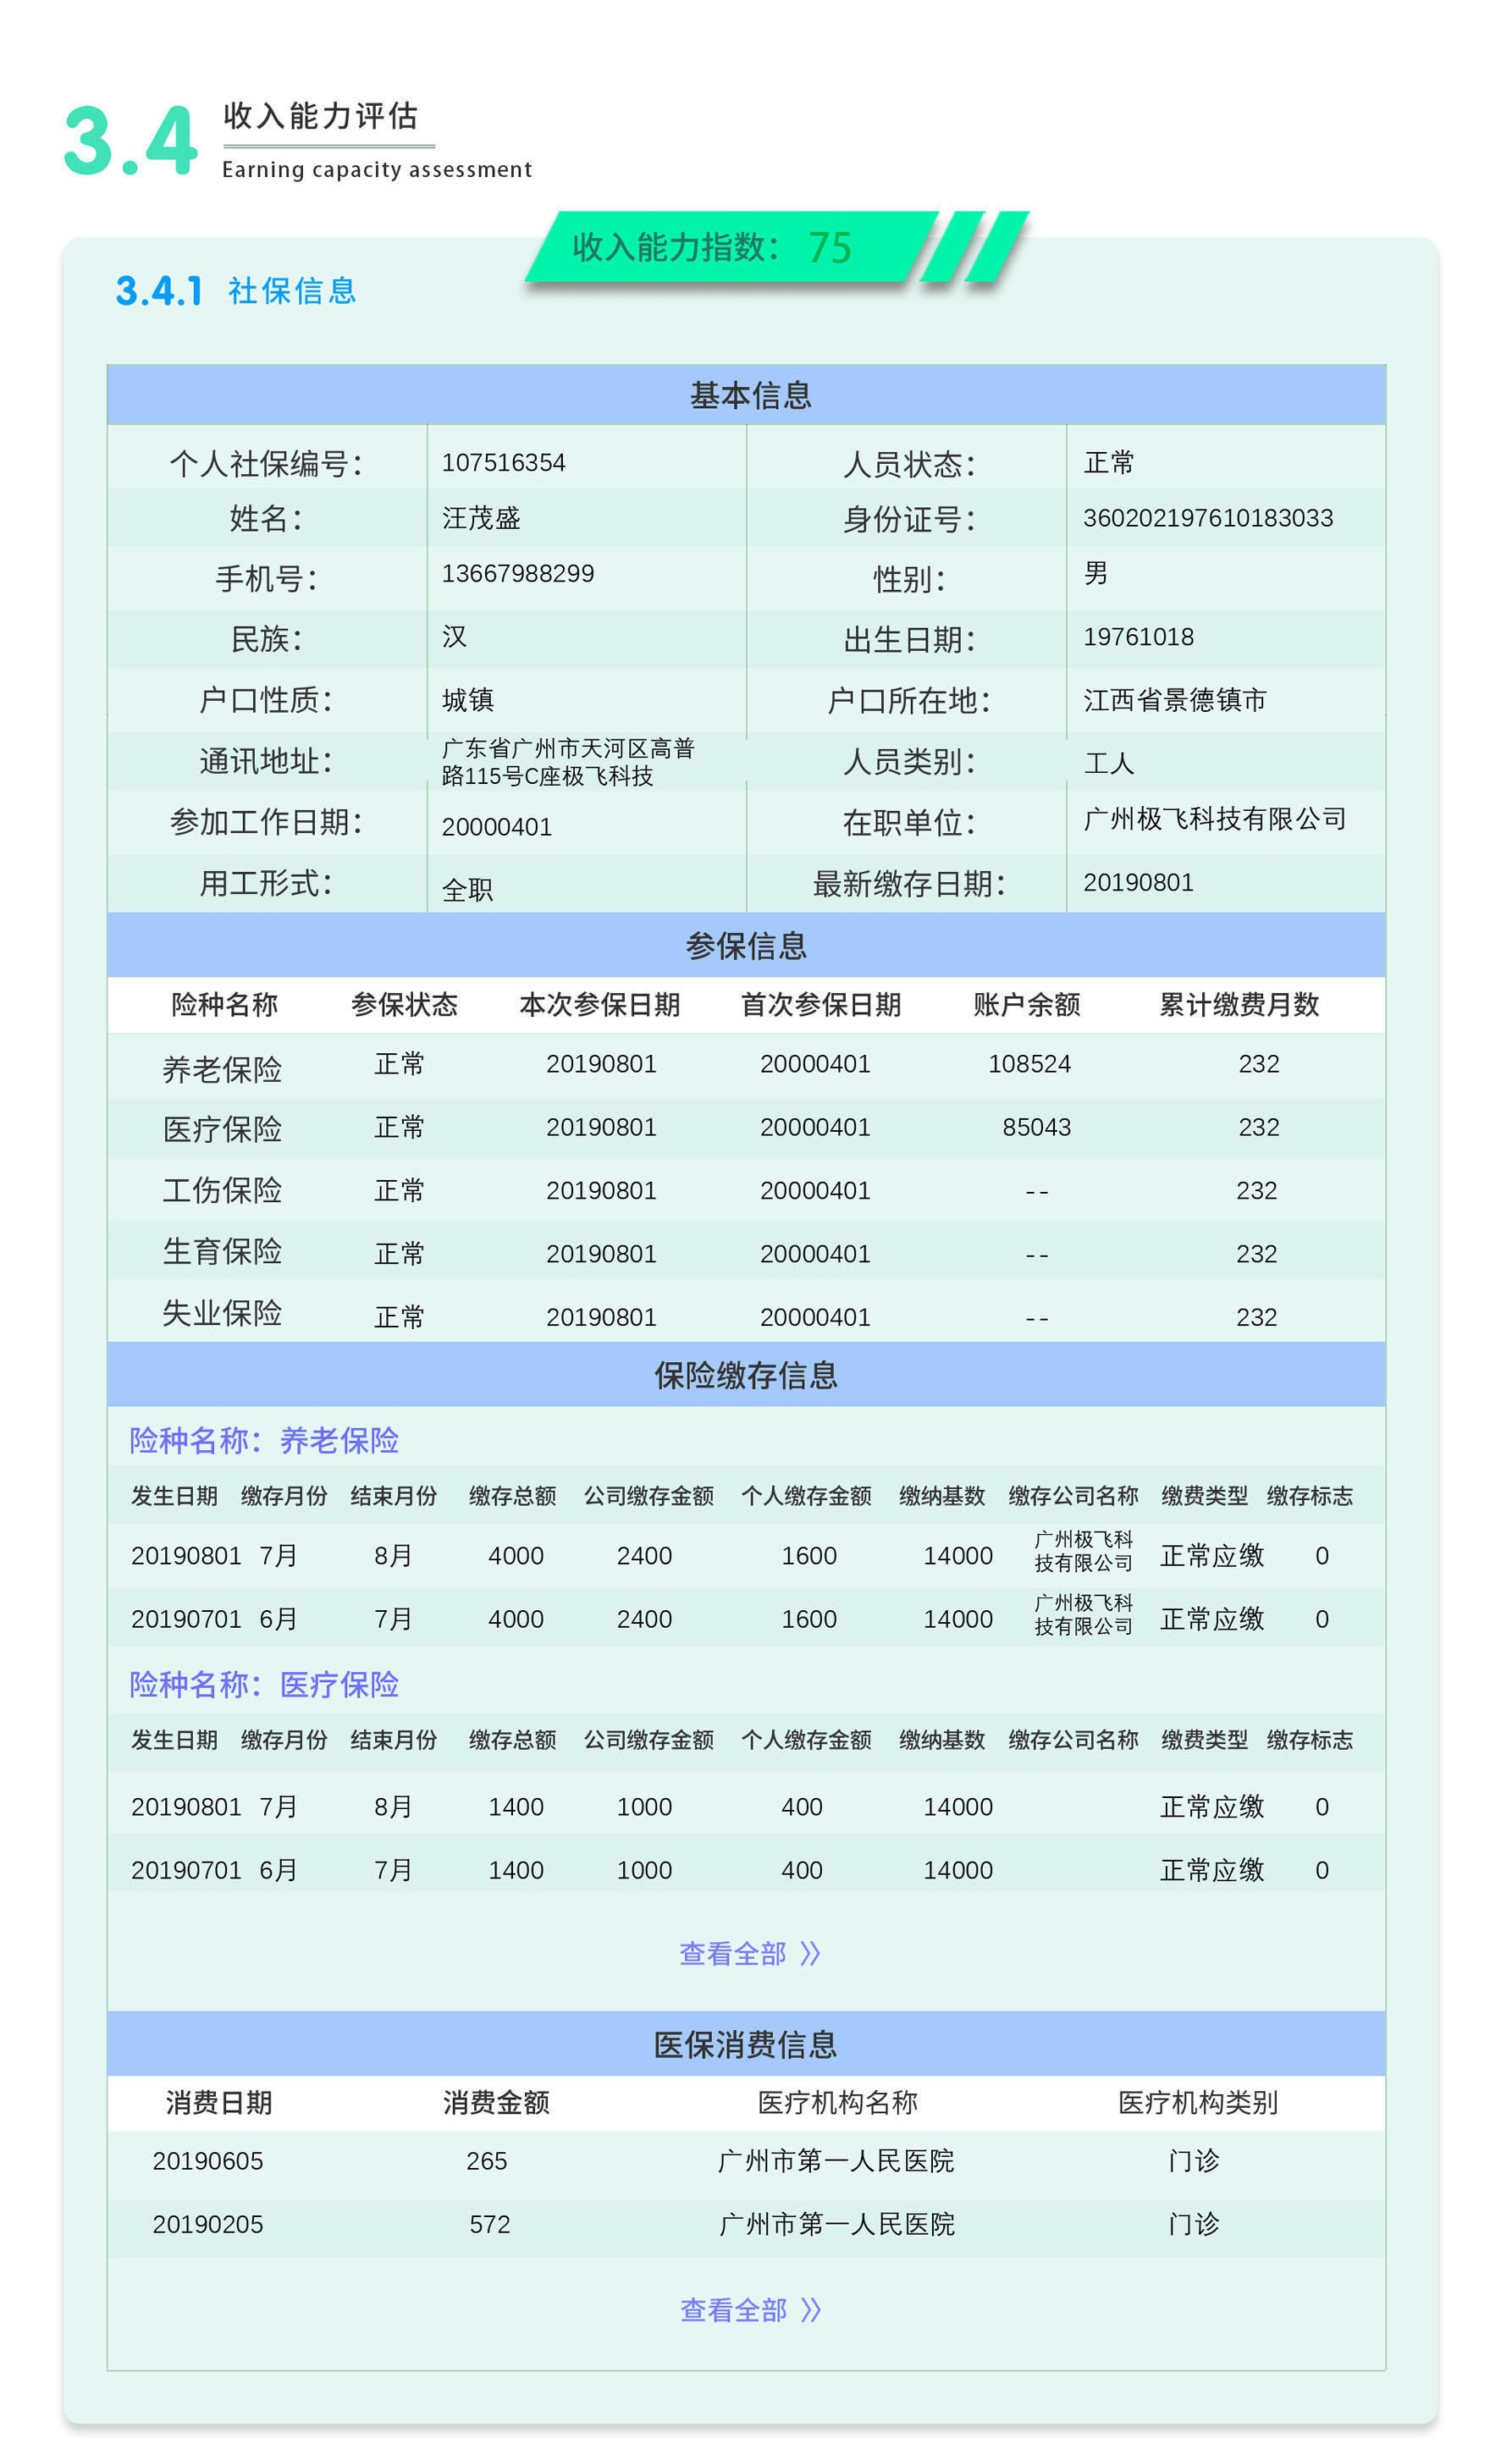 3.4 收入能力评估
Earning capacity assessment
收入能力指数： 75
3.4.1 社保信息
基本信息
个人社保编号： 107516354 人员状态： 正常
姓名： 汪茂盛 身份证号： 360202197610183033
手机号： 13667988299 性别： 男
民族： 汉 出生日期： 19761018
户口性质： 城镇 户口所在地： 江西省景德镇市
通讯地址： 广东省广州市天河区高普
路115号C座极飞科技 人员类别： 工人
参加工作日期： 20000401 在职单位： 广州极飞科技有限公司
用工形式： 全职 最新缴存日期： 20190801
参保信息
险种名称 参保状态 本次参保日期 首次参保日期 账户余额 累计缴费月数
养老保险 正常 20190801 20000401 108524 232
医疗保险 正常 20190801 20000401 85043 232
工伤保险 正常 20190801 20000401 -- 232
生育保险 正常 20190801 20000401 -- 232
失业保险 正常 20190801 20000401 -- 232
保险缴存信息
险种名称：养老保险
发生日期 缴存月份 结束月份 缴存总额 公司缴存金额 个人缴存金额 缴纳基数 缴存公司名称 缴费类型 缴存标志
20190801 7月 8月 4000 2400 1600 14000 广州极飞科
技有限公司 正常应缴 0
20190701 6月 7月 4000 2400 1600 14000 广州极飞科
技有限公司 正常应缴 0
险种名称：医疗保险
发生日期 缴存月份 结束月份 缴存总额 公司缴存金额 个人缴存金额 缴纳基数 缴存公司名称 缴费类型 缴存标志
20190801 7月 8月 1400 1000 400 14000 正常应缴 0
20190701 6月 7月 1400 1000 400 14000 正常应缴 0
查看全部 》
医保消费信息
消费日期 消费金额 医疗机构名称 医疗机构类别
20190605 265 广州市第一人民医院 门诊
20190205 572 广州市第一人民医院 门诊
查看全部 》